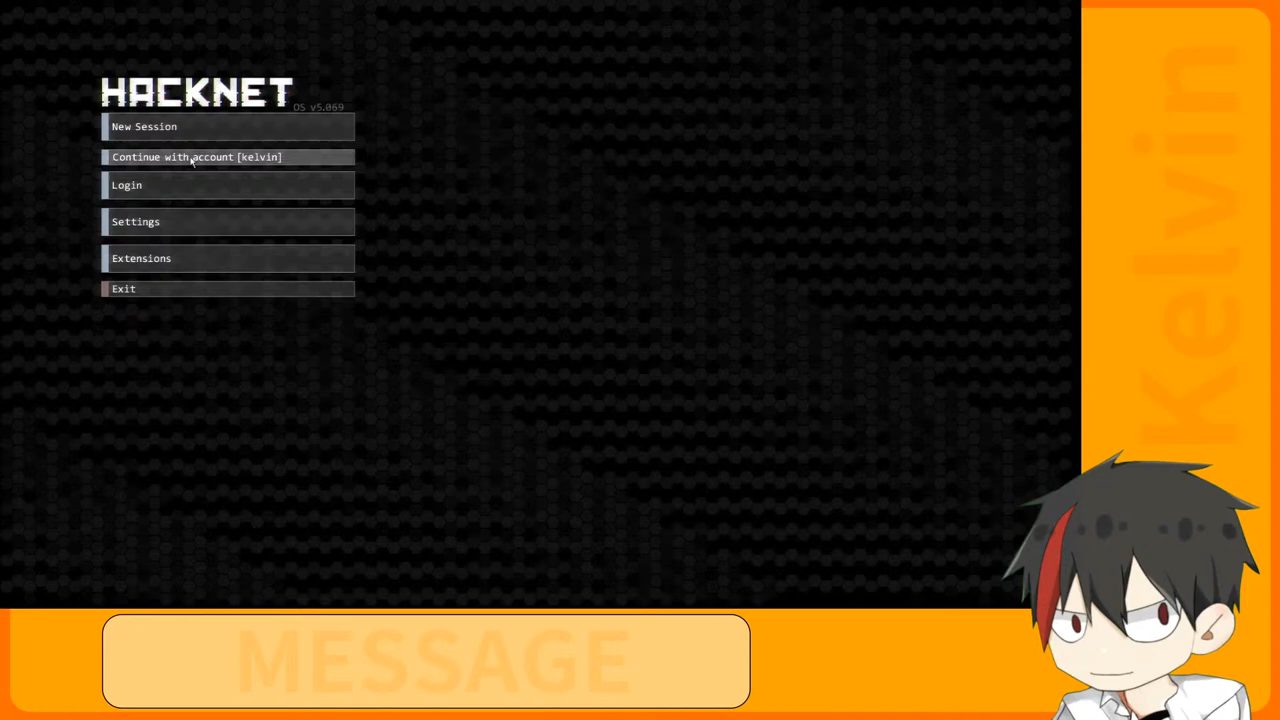 HACKNET
OS v5.069
New Session
Continue with account [kelvin]
Login
Settings
Extensions
Exit
Kelvin
MESSAGE